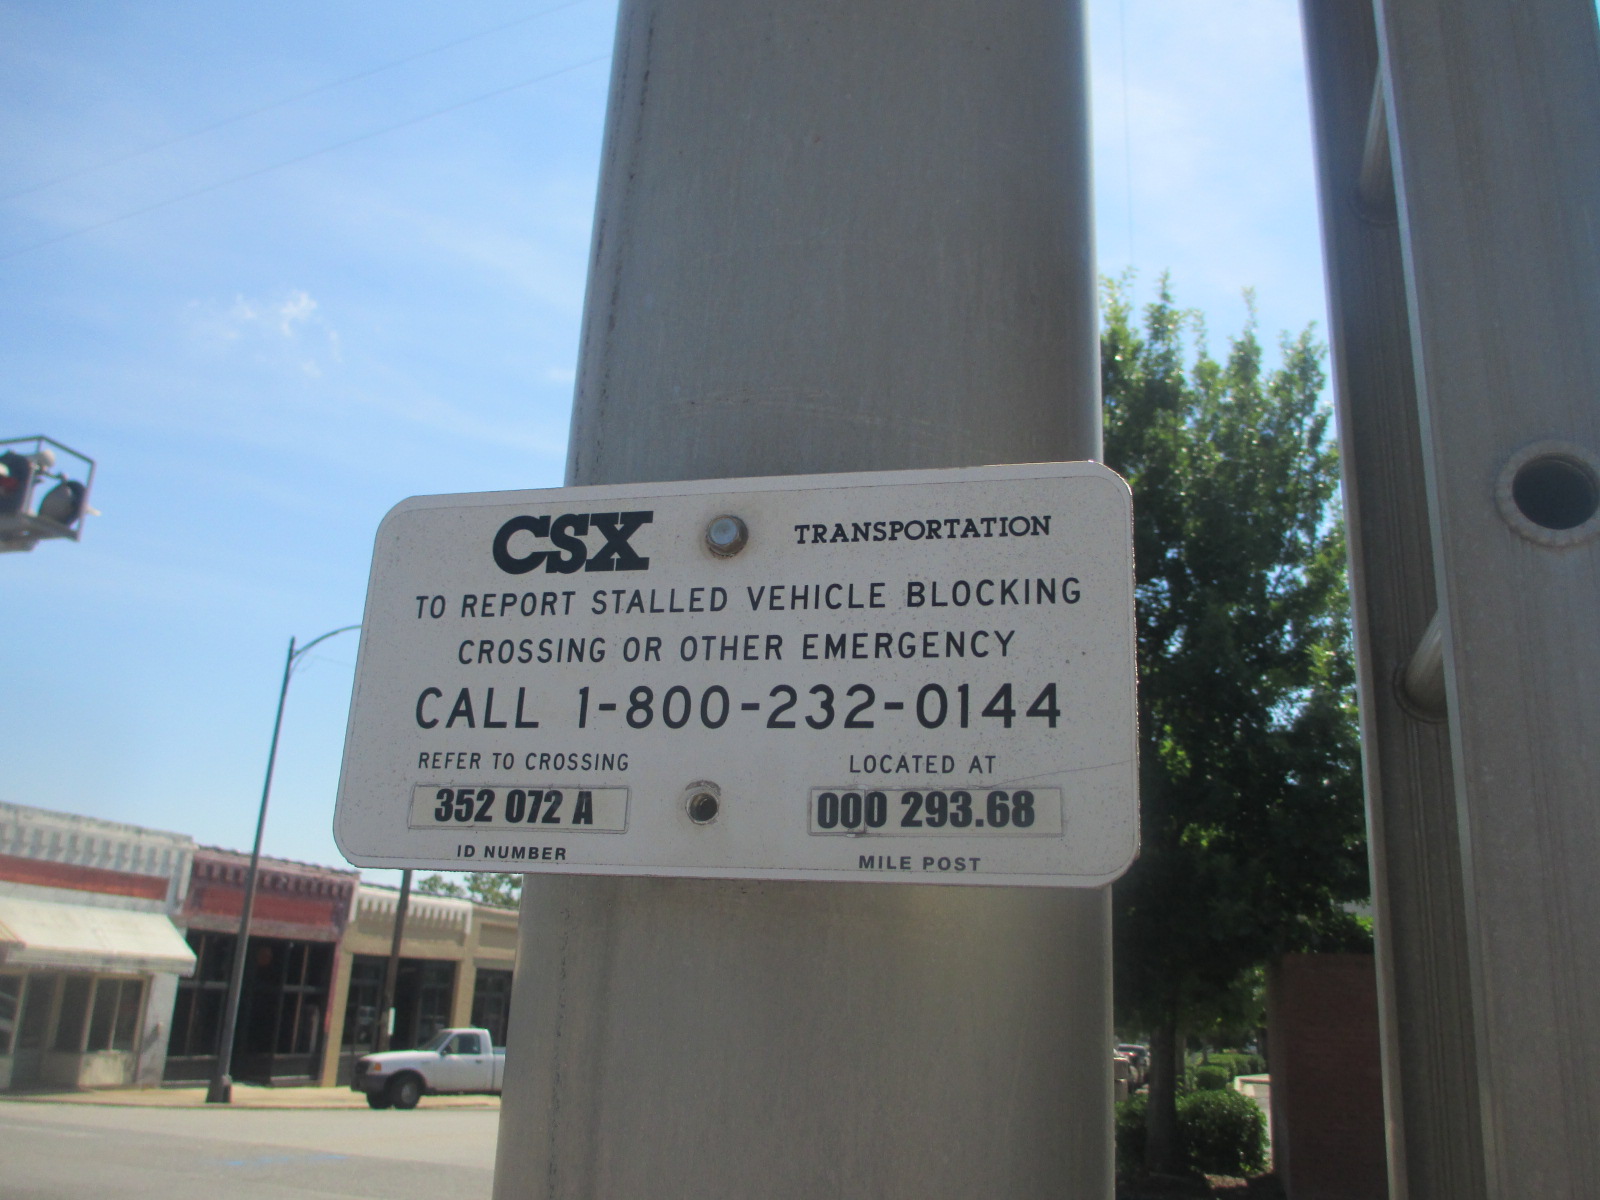 CSX TRANSPORTATION
TO REPORT STALLED VEHICLE BLOCKING
CROSSING OR OTHER EMERGENCY
CALL 1-800-232-0144
REFER TO CROSSING
352 072 A
ID NUMBER
LOCATED AT
000 293.68
MILE POST